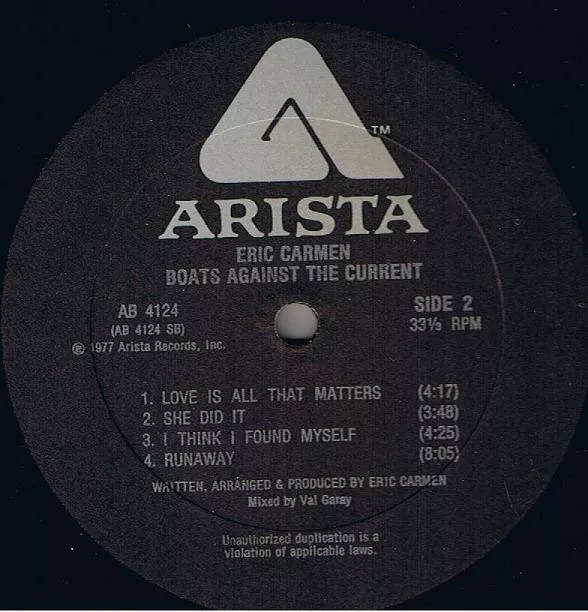 TM
ARISTA
ERIC CARMEN
BOATS AGAINST THE CURRENT
AB 4124
SIDE 2
(AB 4124 SB)
33⅓ RPM
℗ 1977 Arista Records, Inc.
1. LOVE IS ALL THAT MATTERS (4:17)
2. SHE DID IT (3:48)
3. I THINK I FOUND MYSELF (4:25)
4. RUNAWAY (8:05)
WRITTEN, ARRANGED & PRODUCED BY ERIC CARMEN
Mixed by Val Garay
Unauthorized duplication is a
violation of applicable laws.